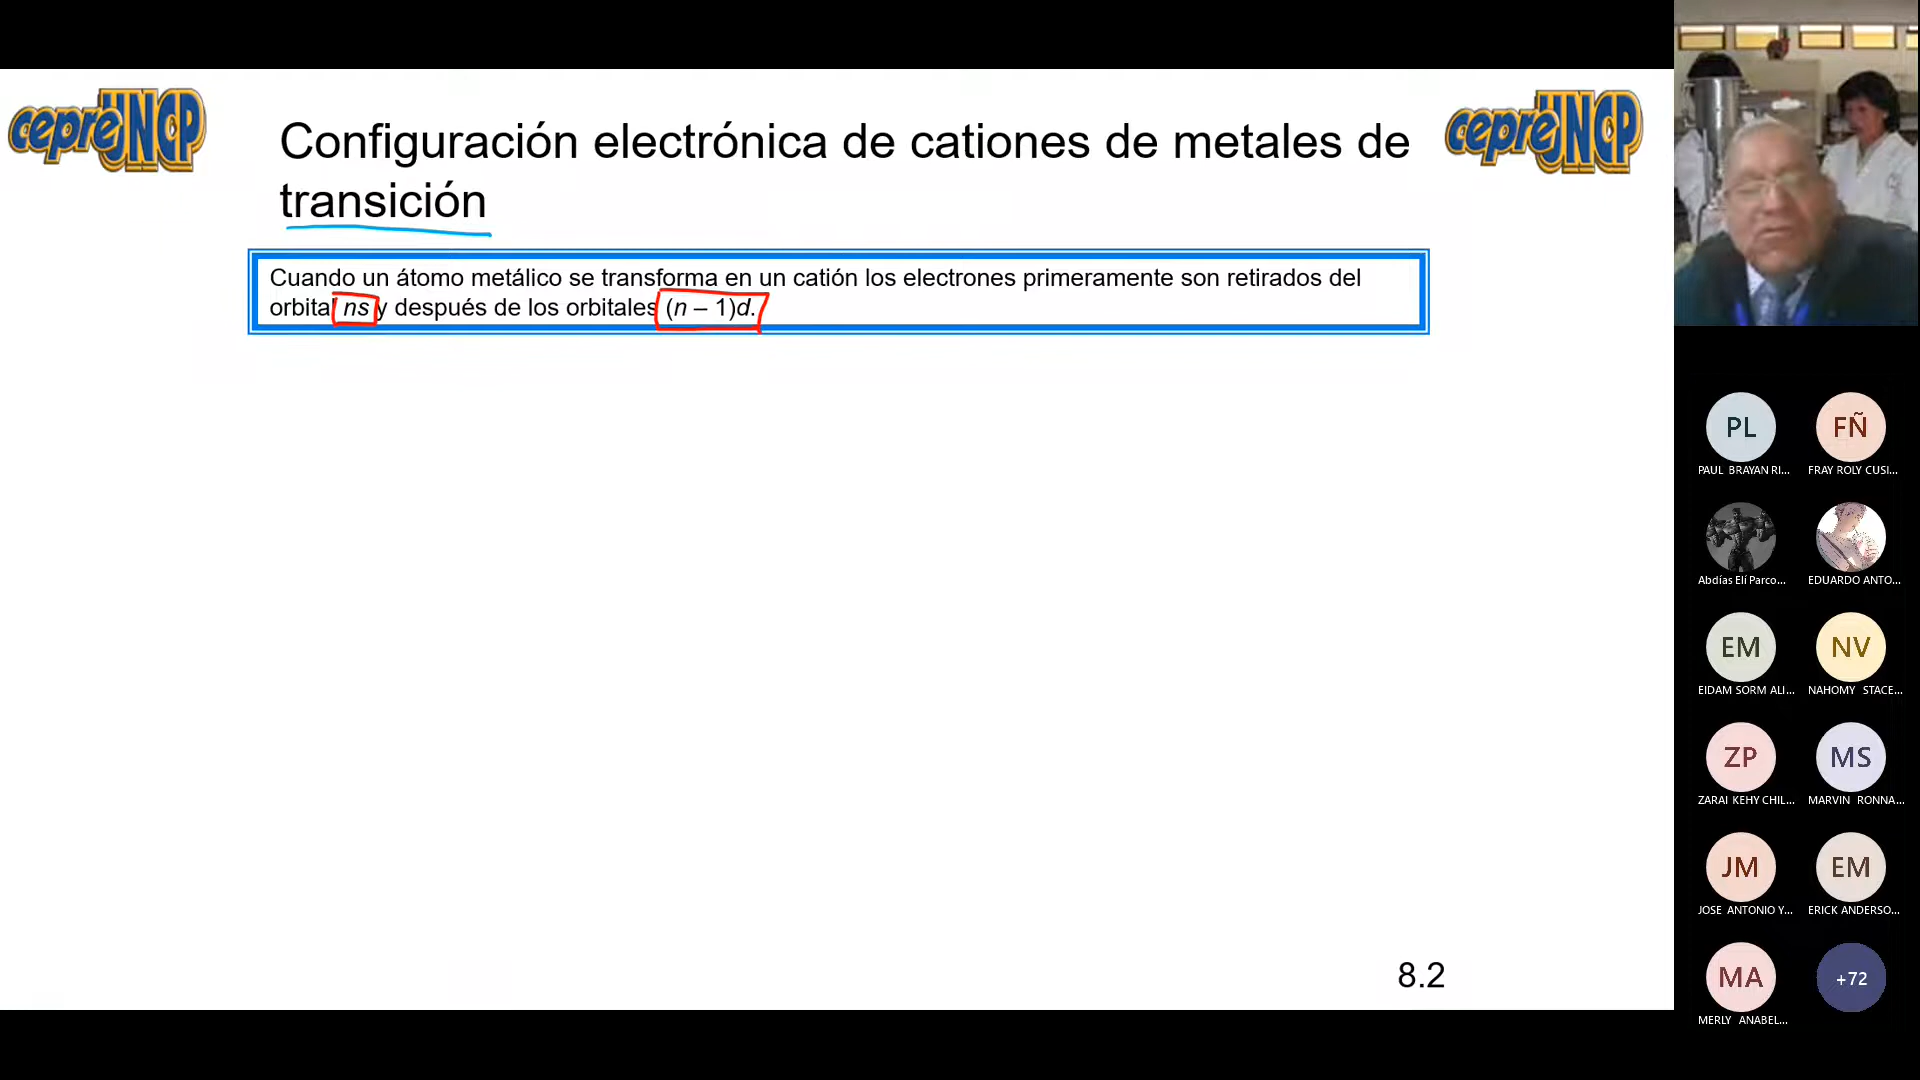 cepreUNCP
cepreUNCP
Configuración electrónica de cationes de metales de
transición
Cuando un átomo metálico se transforma en un catión los electrones primeramente son retirados del
orbital ns y después de los orbitales (n – 1)d.
8.2
PL
FÑ
PAUL BRAYAN RI...
FRAY ROLY CUSI...
Abdías Elí Parco...
EDUARDO ANTO...
EM
NV
EIDAM SORM ALI...
NAHOMY STACE...
ZP
MS
ZARAI KEHY CHIL...
MARVIN RONNA...
JM
EM
JOSE ANTONIO Y...
ERICK ANDERSO...
MA
+72
MERLY ANABEL...